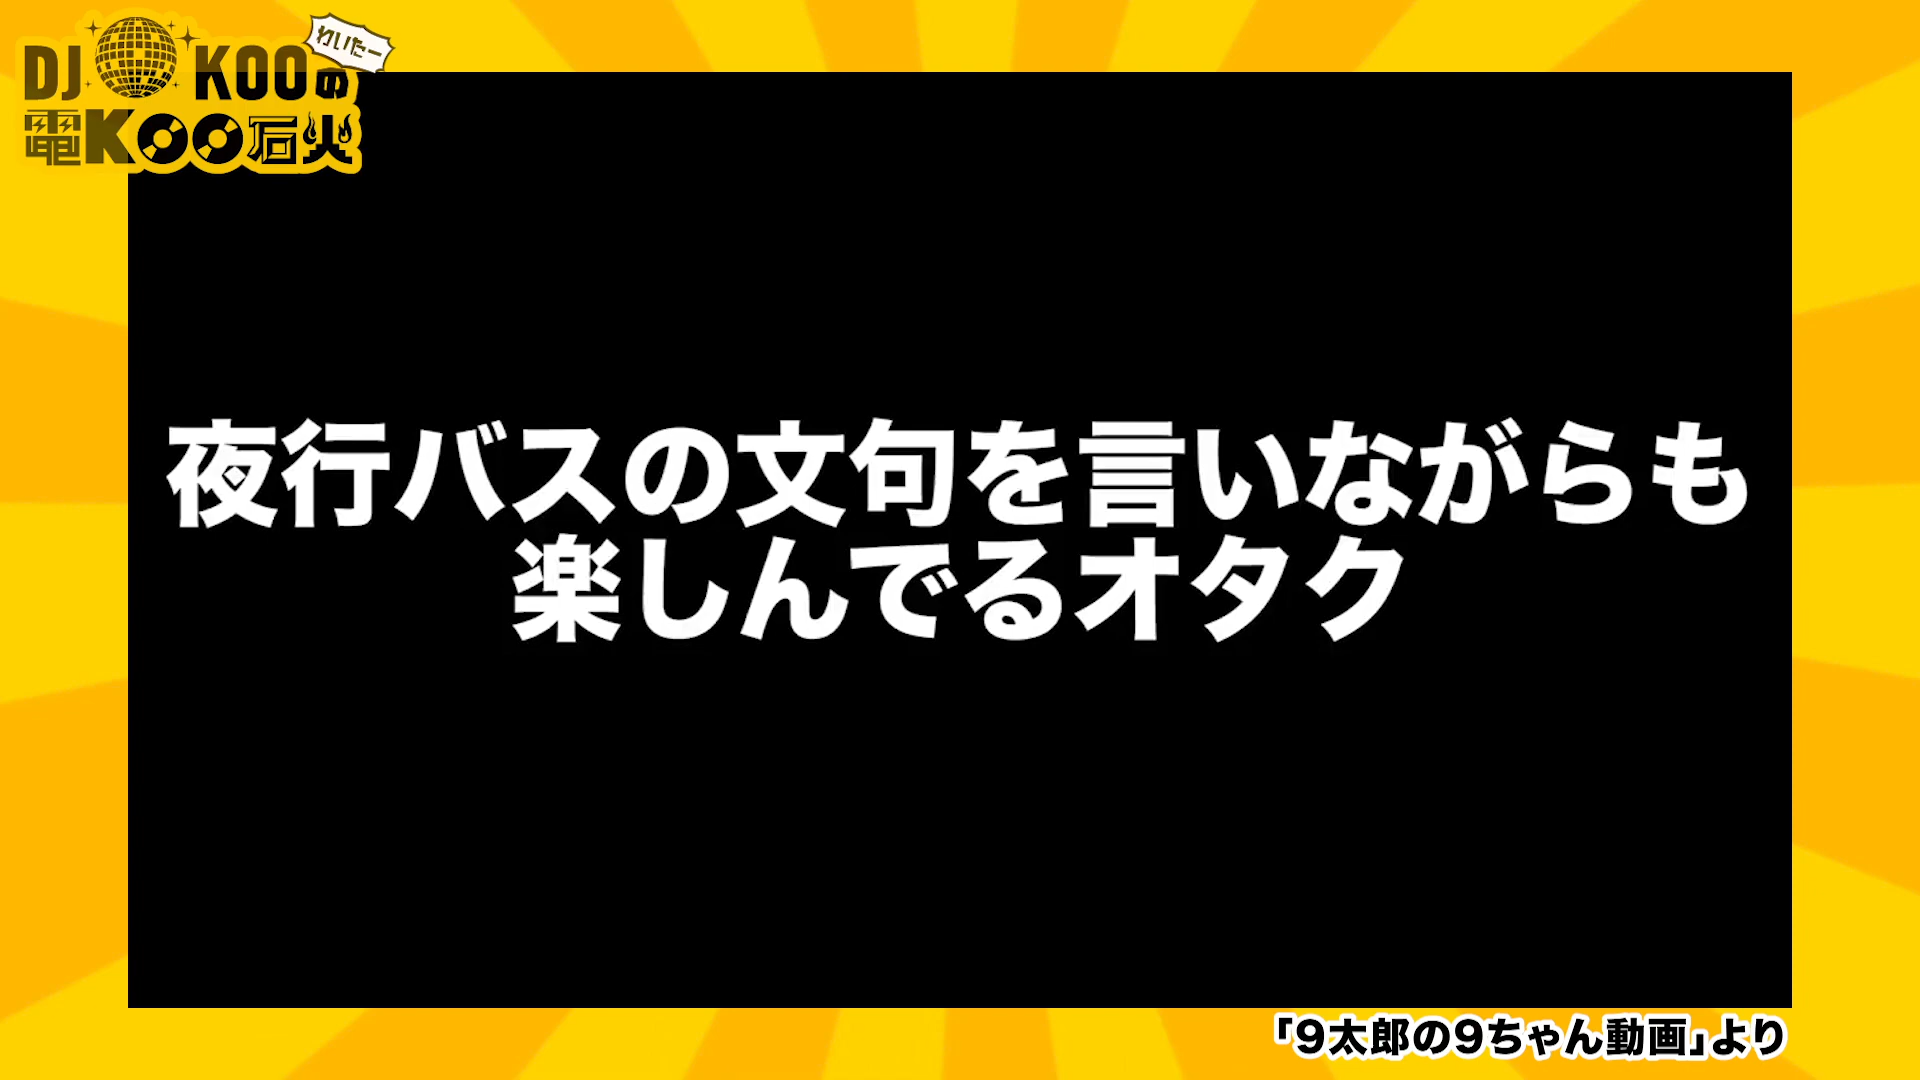 わいたー
DJ KOOの
電KOO石火
夜行バスの文句を言いながらも
楽しんでるオタク
「9太郎の9ちゃん動画」より